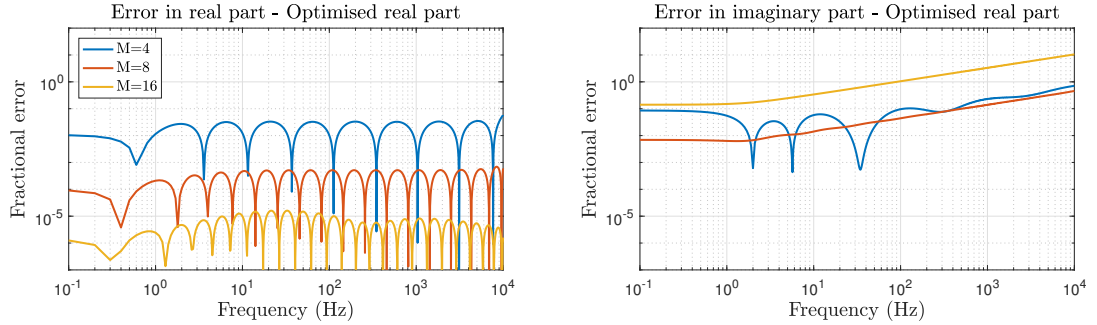 Error in real part - Optimised real part
Fractional error
10^0
10^-5
M=4
M=8
M=16
10^-1
10^0
10^1
10^2
10^3
10^4
Frequency (Hz)
Error in imaginary part - Optimised real part
Fractional error
10^0
10^-5
10^-1
10^0
10^1
10^2
10^3
10^4
Frequency (Hz)